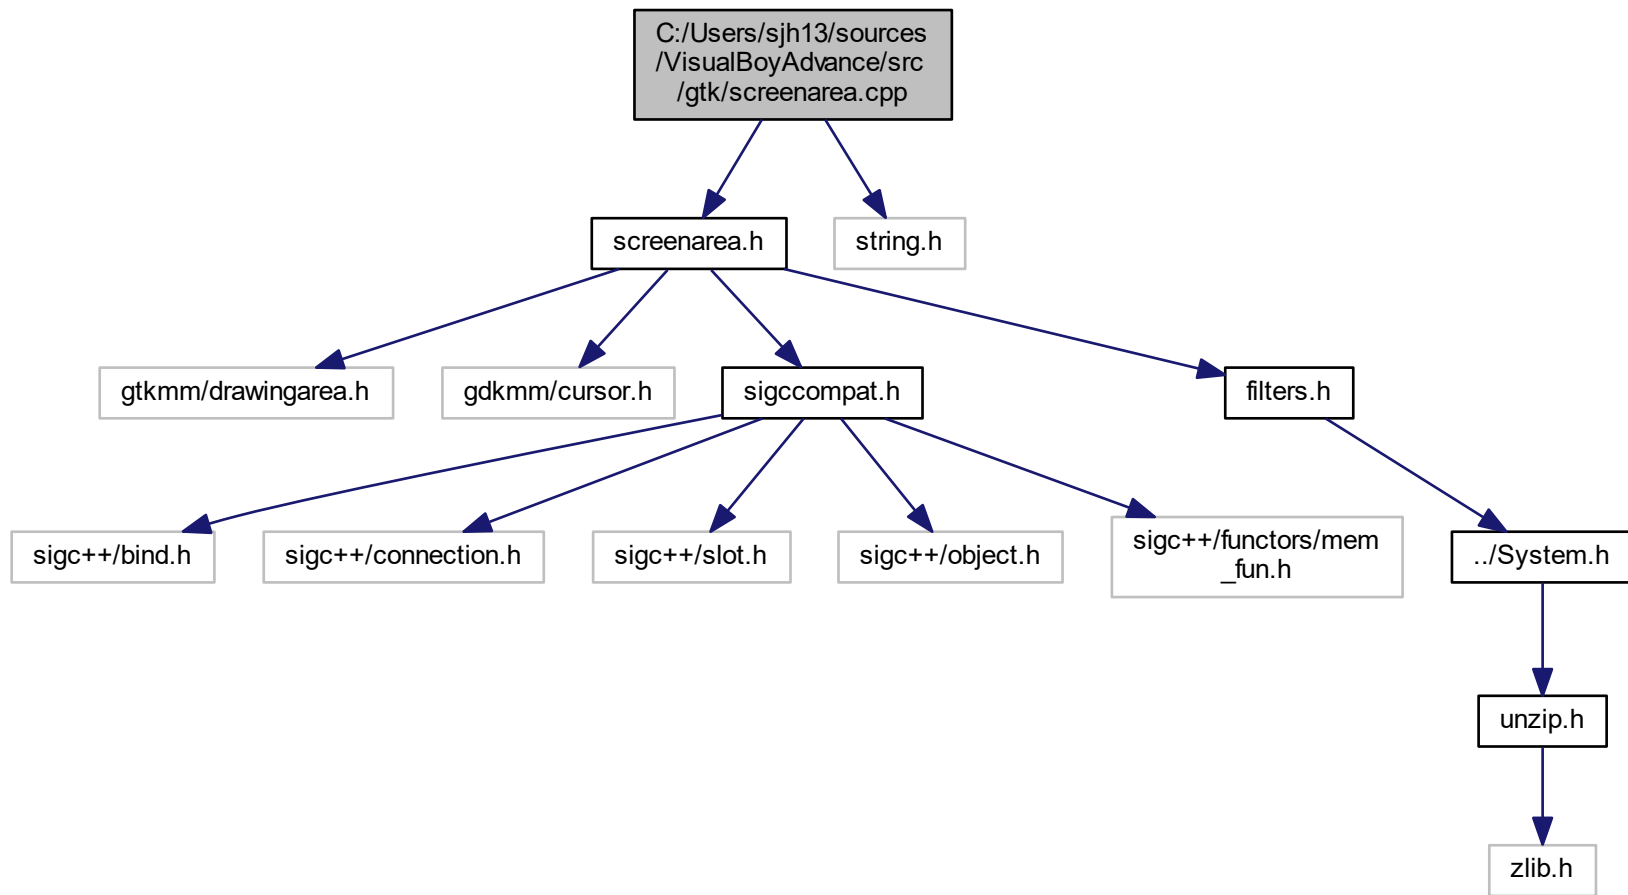 C:/Users/sjh13/sources
/VisualBoyAdvance/src
/gtk/screenarea.cpp
screenarea.h
string.h
gtkmm/drawingarea.h
gdkmm/cursor.h
sigccompat.h
filters.h
sigc++/bind.h
sigc++/connection.h
sigc++/slot.h
sigc++/object.h
sigc++/functors/mem
_fun.h
../System.h
unzip.h
zlib.h